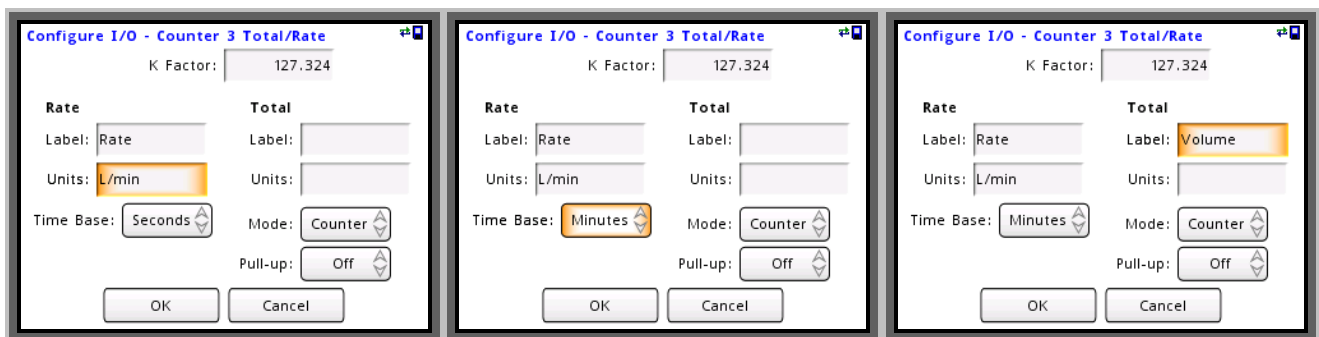 Configure I/O - Counter 3 Total/Rate
K Factor: 127.324
Rate Total
Label: Rate Label:
Units: L/min Units:
Time Base: Seconds Mode: Counter
Pull-up: Off
OK Cancel
Configure I/O - Counter 3 Total/Rate
K Factor: 127.324
Rate Total
Label: Rate Label:
Units: L/min Units:
Time Base: Minutes Mode: Counter
Pull-up: Off
OK Cancel
Configure I/O - Counter 3 Total/Rate
K Factor: 127.324
Rate Total
Label: Rate Label: Volume
Units: L/min Units:
Time Base: Minutes Mode: Counter
Pull-up: Off
OK Cancel